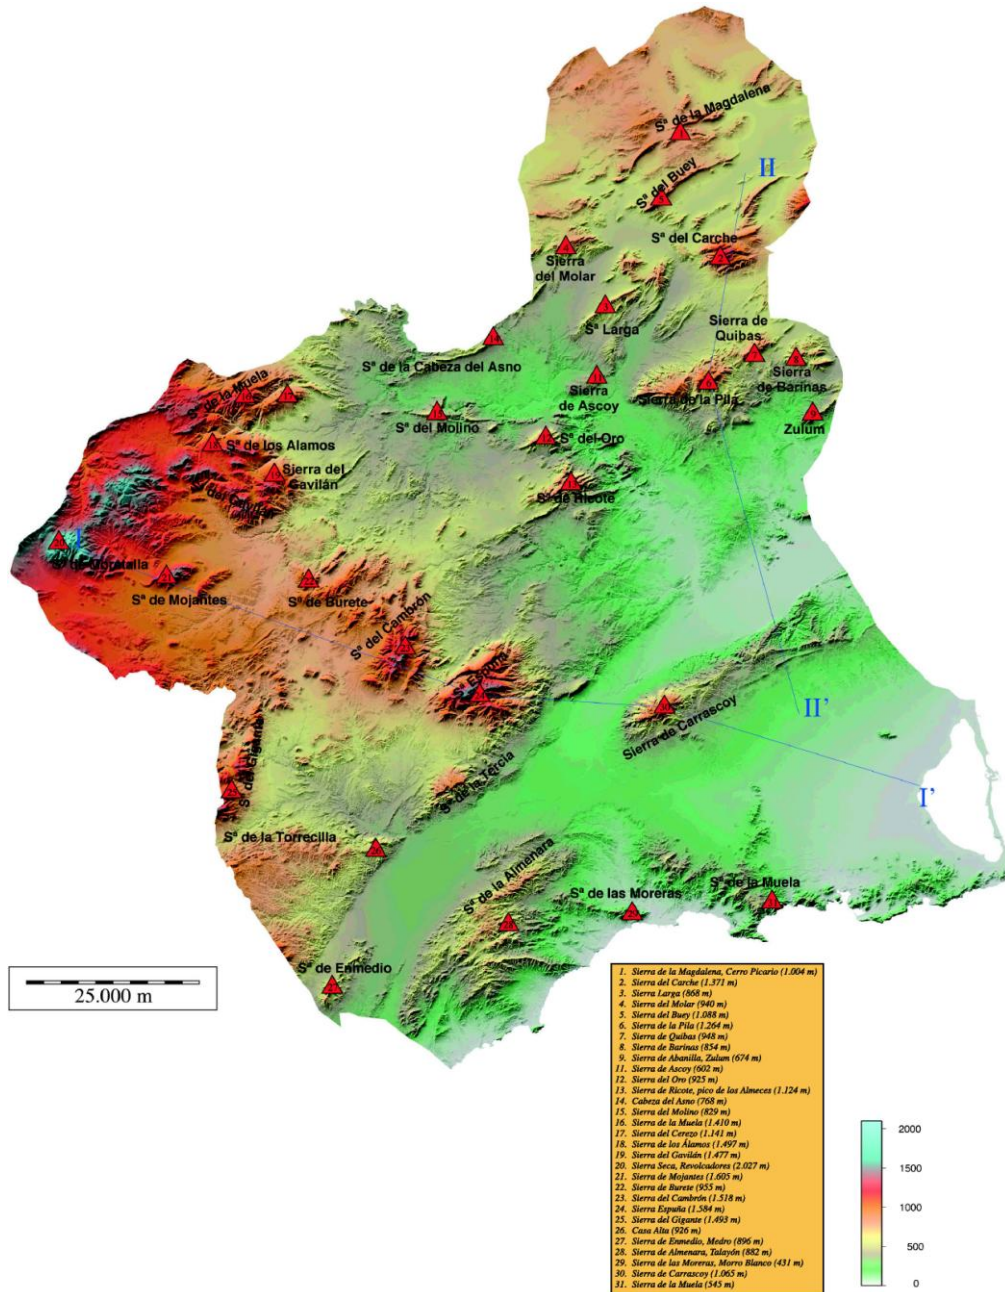 Sª de la Magdalena
II
Sª del Buey
Sª del Carche
Sierra
del Molar
Sª Larga
Sierra de
Quibas
Sª de la Cabeza del Asno
Sierra
de Ascoy
Sierra de la Pila
Sierra
de Barinas
Sª de la Muela
Sª del Molino
Sª del Oro
Zulum
Sª de los Alamos
Sierra del
Gavilán
Sª de Ricote
I
Sª de Moratalla
Sª de Mojantes
Sª de Burete
Sª del Cambrón
Sª Espuña
Sierra de Carrascoy
II'
I'
Sª del Gigante
Sª de la Tercia
Sª de la Torrecilla
Sª de la Almenara
Sª de las Moreras
Sª de la Muela
Sª de Enmedio
25.000 m
1. Sierra de la Magdalena, Cerro Picario (1.004 m)
2. Sierra del Carche (1.371 m)
3. Sierra Larga (868 m)
4. Sierra del Molar (940 m)
5. Sierra del Buey (1.088 m)
6. Sierra de la Pila (1.264 m)
7. Sierra de Quibas (948 m)
8. Sierra de Barinas (854 m)
9. Sierra de Abanilla, Zulum (674 m)
11. Sierra de Ascoy (602 m)
12. Sierra del Oro (925 m)
13. Sierra de Ricote, pico de los Almeces (1.124 m)
14. Cabeza del Asno (768 m)
15. Sierra del Molino (829 m)
16. Sierra de la Muela (1.410 m)
17. Sierra del Cerezo (1.141 m)
18. Sierra de los Álamos (1.497 m)
19. Sierra del Gavilán (1.477 m)
20. Sierra Seca, Revolcadores (2.027 m)
21. Sierra de Mojantes (1.605 m)
22. Sierra de Burete (955 m)
23. Sierra del Cambrón (1.518 m)
24. Sierra Espuña (1.584 m)
25. Sierra del Gigante (1.493 m)
26. Casa Alta (926 m)
27. Sierra de Enmedio, Medro (896 m)
28. Sierra de Almenara, Talayón (882 m)
29. Sierra de las Moreras, Morro Blanco (431 m)
30. Sierra de Carrascoy (1.065 m)
31. Sierra de la Muela (545 m)
2000
1500
1000
500
0